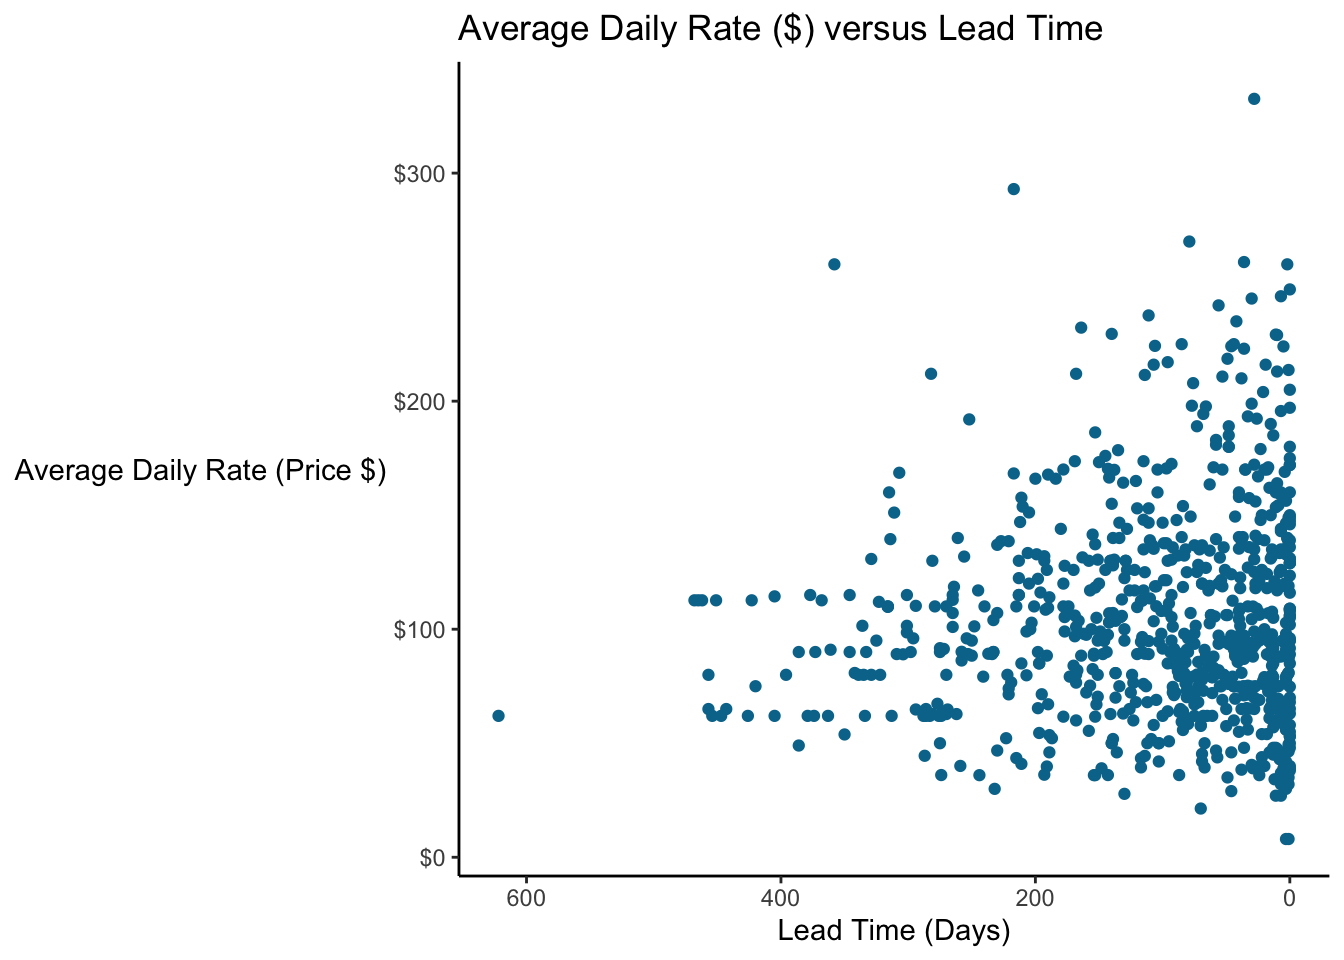 Average Daily Rate ($) versus Lead Time
$300
$200
Average Daily Rate (Price $)
$100
$0
600 400 200 0
Lead Time (Days)